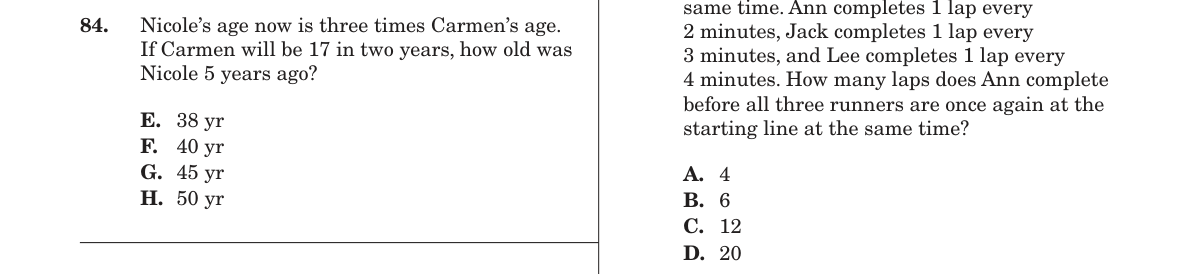 84. Nicole’s age now is three times Carmen’s age.
If Carmen will be 17 in two years, how old was
Nicole 5 years ago?
E. 38 yr
F. 40 yr
G. 45 yr
H. 50 yr
same time. Ann completes 1 lap every
2 minutes, Jack completes 1 lap every
3 minutes, and Lee completes 1 lap every
4 minutes. How many laps does Ann complete
before all three runners are once again at the
starting line at the same time?
A. 4
B. 6
C. 12
D. 20